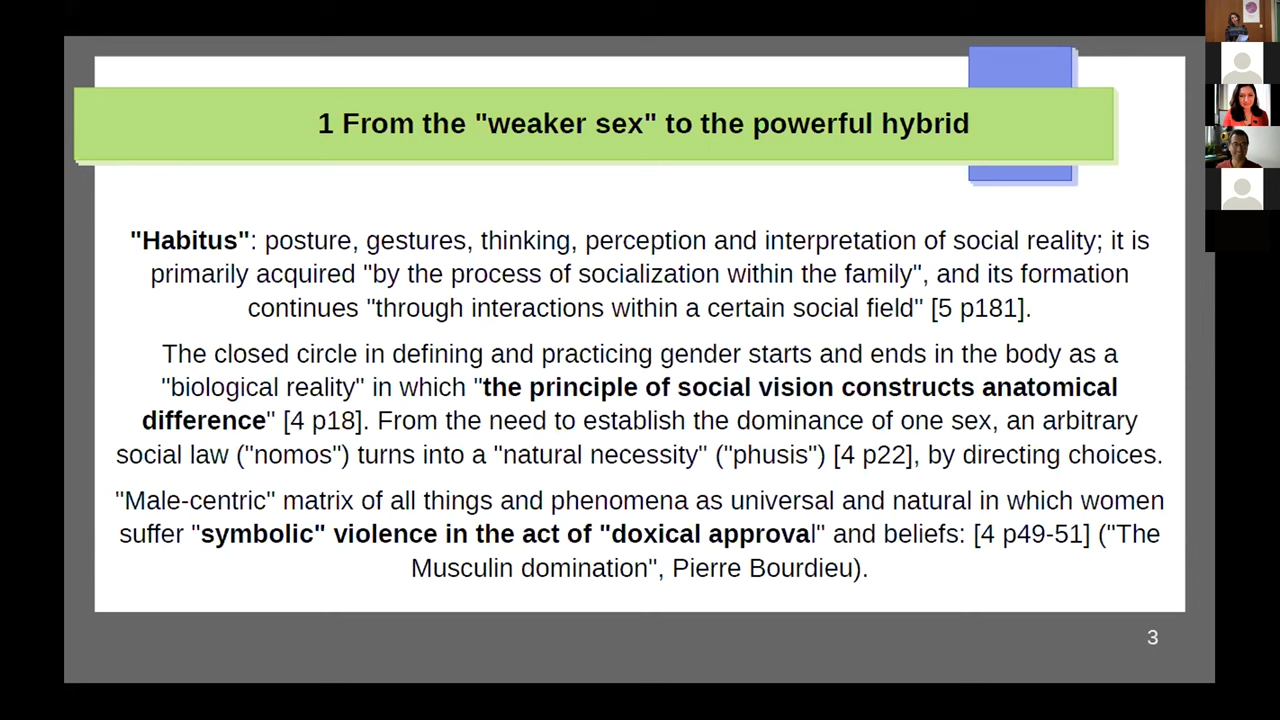 1 From the "weaker sex" to the powerful hybrid
"Habitus": posture, gestures, thinking, perception and interpretation of social reality; it is
primarily acquired "by the process of socialization within the family", and its formation
continues "through interactions within a certain social field" [5 p181].
The closed circle in defining and practicing gender starts and ends in the body as a
"biological reality" in which "the principle of social vision constructs anatomical
difference" [4 p18]. From the need to establish the dominance of one sex, an arbitrary
social law ("nomos") turns into a "natural necessity" ("phusis") [4 p22], by directing choices.
"Male-centric" matrix of all things and phenomena as universal and natural in which women
suffer "symbolic" violence in the act of "doxical approval" and beliefs: [4 p49-51] ("The
Musculin domination", Pierre Bourdieu).
3